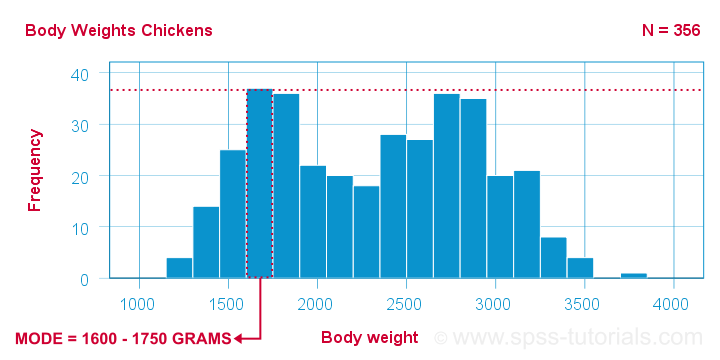 Body Weights Chickens
N = 356
40
30
20
10
0
Frequency
1000 1500 2000 2500 3000 3500 4000
MODE = 1600 - 1750 GRAMS
Body weight
© www.spss-tutorials.com